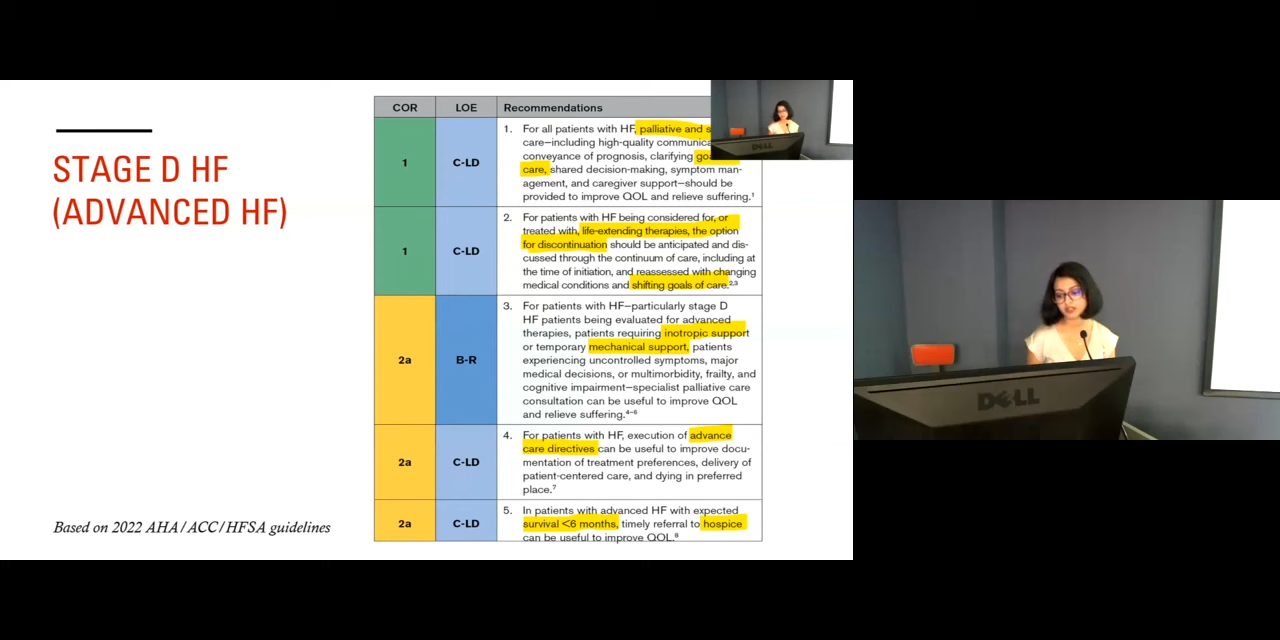 STAGE D HF
(ADVANCED HF)
Based on 2022 AHA/ACC/HFSA guidelines
COR LOE Recommendations
1 C-LD
1. For all patients with HF, palliative and
care—including high-quality
conveyance of prognosis, clarifying
care, shared decision-making, symptom man-
agement, and caregiver support—should be
provided to improve QOL and relieve suffering.1
1 C-LD
2. For patients with HF being considered for, or
treated with, life-extending therapies, the option
for discontinuation should be anticipated and dis-
cussed through the continuum of care, including at
the time of initiation, and reassessed with changing
medical conditions and shifting goals of care.2,3
2a B-R
3. For patients with HF—particularly stage D
HF patients being evaluated for advanced
therapies, patients requiring inotropic support
or temporary mechanical support, patients
experiencing uncontrolled symptoms, major
medical decisions, or multimorbidity, frailty, and
cognitive impairment—specialist palliative care
consultation can be useful to improve QOL
and relieve suffering.4–6
2a C-LD
4. For patients with HF, execution of advance
care directives can be useful to improve docu-
mentation of treatment preferences, delivery of
patient-centered care, and dying in preferred
place.7
2a C-LD
5. In patients with advanced HF with expected
survival <6 months, timely referral to hospice
can be useful to improve QOL.8
DELL
DELL